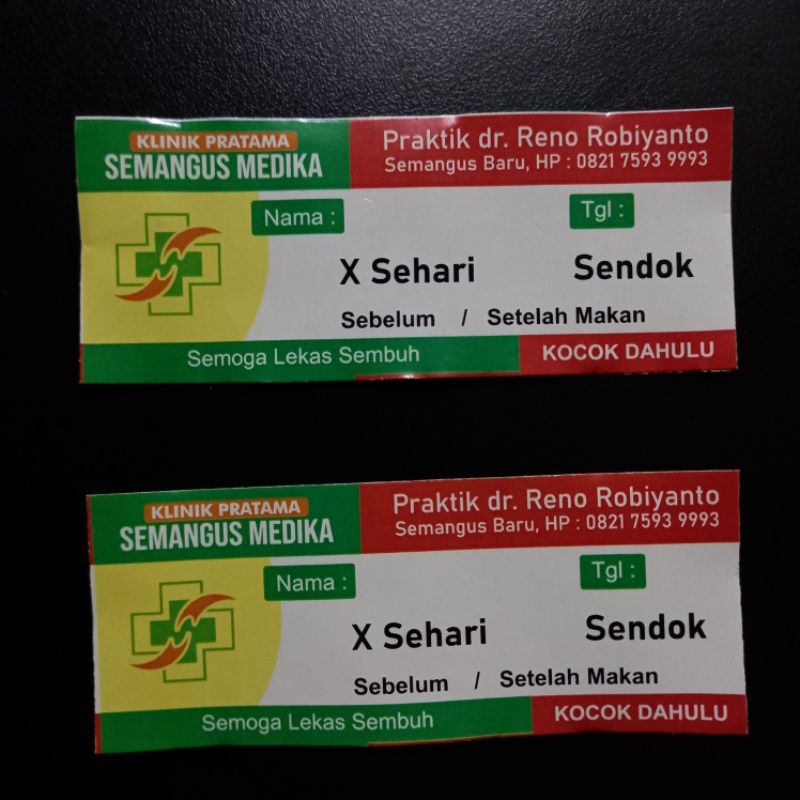 KLINIK PRATAMA
SEMANGUS MEDIKA
Praktik dr. Reno Robiyanto
Semangus Baru, HP : 0821 7593 9993
Nama : Tgl :
X Sehari Sendok
Sebelum / Setelah Makan
Semoga Lekas Sembuh
KOCOK DAHULU
KLINIK PRATAMA
SEMANGUS MEDIKA
Praktik dr. Reno Robiyanto
Semangus Baru, HP : 0821 7593 9993
Nama : Tgl :
X Sehari Sendok
Sebelum / Setelah Makan
Semoga Lekas Sembuh
KOCOK DAHULU